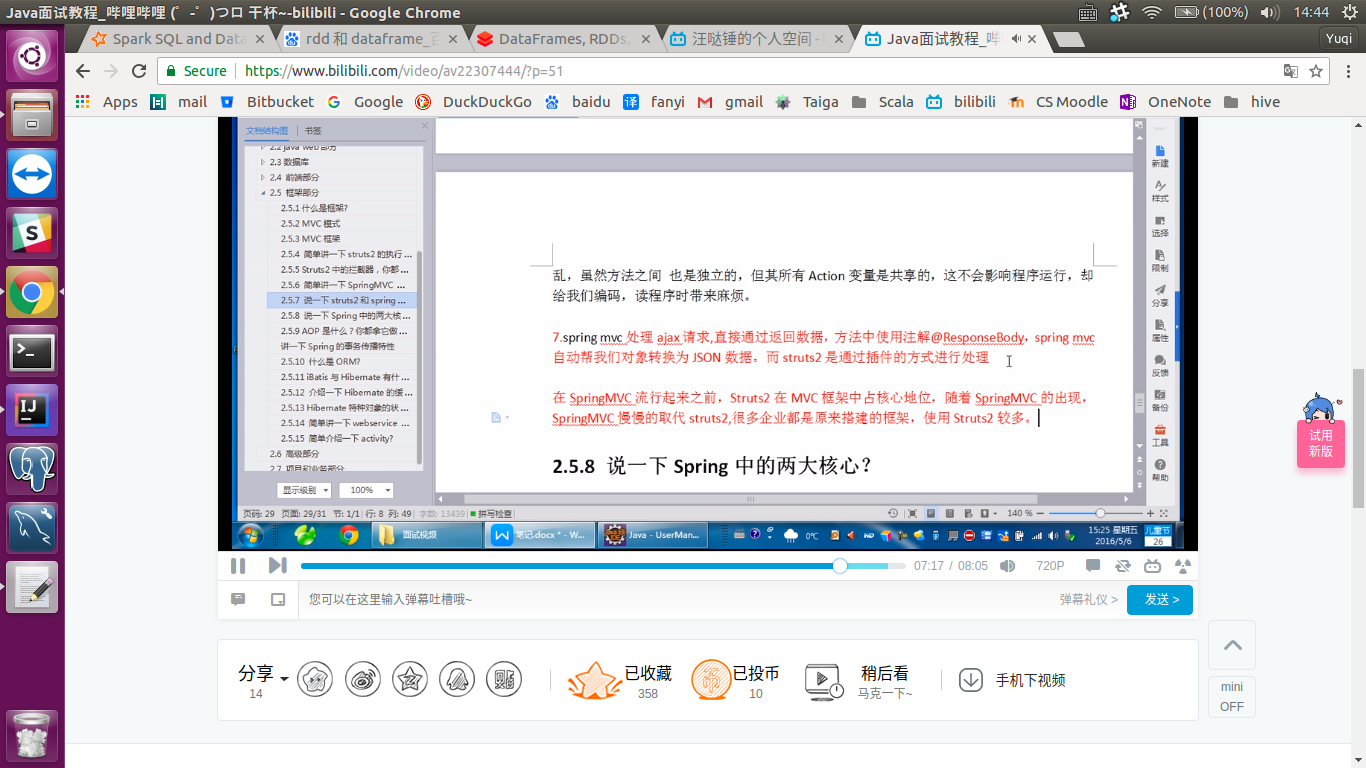 Java面试教程_哔哩哔哩 (゜-゜)つロ 干杯~-bilibili - Google Chrome
(100%)
14:44
Spark SQL and Data
rdd 和 dataframe_百
DataFrames, RDDs,
汪哒锤的个人空间 - 
Java面试教程_哔
Yuqi
Secure
https://www.bilibili.com/video/av22307444/?p=51
Apps
mail
Bitbucket
Google
DuckDuckGo
baidu
fanyi
gmail
Taiga
Scala
bilibili
CS Moodle
OneNote
hive
文档结构图
书签
2.2 java web 部分
2.3 数据库
2.4 前端部分
2.5 框架部分
2.5.1 什么是框架?
2.5.2 MVC 模式
2.5.3 MVC 框架
2.5.4 简单讲一下 struts2 的执行 ...
2.5.5 Struts2 中的拦截器，你都 ...
2.5.6 简单讲一下 SpringMVC ...
2.5.7 说一下 struts2 和 spring ...
2.5.8 说一下 Spring 中的两大核 ...
2.5.9 AOP 是什么？你都拿它做 ...
讲一下 Spring 的事务传播特性
2.5.10 什么是 ORM?
2.5.11 iBatis 与 Hibernate 有什 ...
2.5.12 介绍一下 Hibernate 的缓 ...
2.5.13 Hibernate 特种对象的状 ...
2.5.14 简单讲一下 webservice ...
2.5.15 简单介绍一下 activity?
2.6 高级部分
2.7 项目和业务部分
显示级别
100%
乱，虽然方法之间 也是独立的，但其所有 Action 变量是共享的，这不会影响程序运行，却
给我们编码，读程序时带来麻烦。
7.spring mvc 处理 ajax 请求,直接通过返回数据，方法中使用注解@ResponseBody，spring mvc
自动帮我们对象转换为 JSON 数据。而 struts2 是通过插件的方式进行处理
在 SpringMVC 流行起来之前，Struts2 在 MVC 框架中占核心地位，随着 SpringMVC 的出现，
SpringMVC 慢慢的取代 struts2,很多企业都是原来搭建的框架，使用 Struts2 较多。
2.5.8 说一下 Spring 中的两大核心？
新建
样式
选择
限制
分享
属性
反馈
备份
工具
帮助
页码: 29 页面: 29/31 节: 1/1 行: 8 列: 49 字数: 13439 拼写检查
140 %
面试视频
笔记.docx * - W...
Java - UserMan...
0℃
15:25 星期五
2016/5/6
儿童节
26
07:17 / 08:05
720P
您可以在这里输入弹幕吐槽哦~
弹幕礼仪 >
发送 >
试用
新版
分享
14
贴
已收藏
358
已投币
10
稍后看
马克一下~
手机下视频
mini
OFF